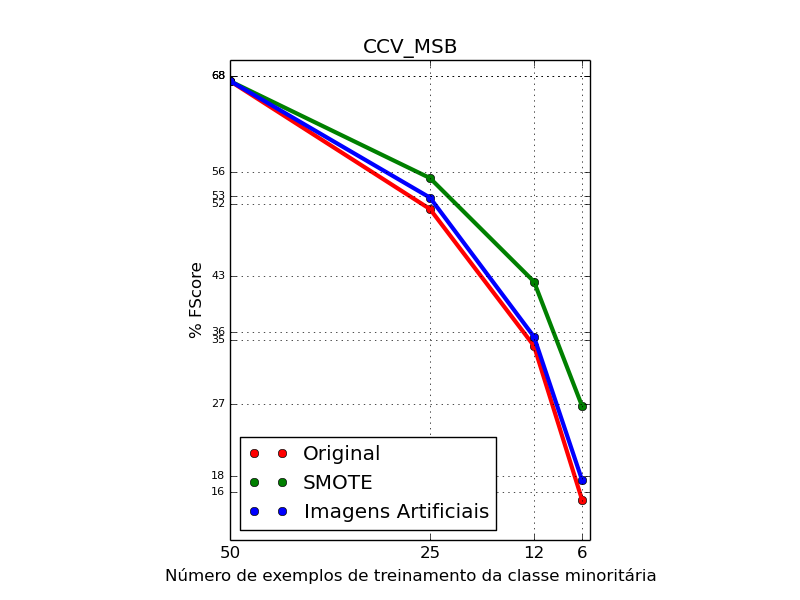 CCV_MSB
68
56
53
52
43
36
35
27
18
16
% FScore
Original
SMOTE
Imagens Artificiais
50 25 12 6
Número de exemplos de treinamento da classe minoritária